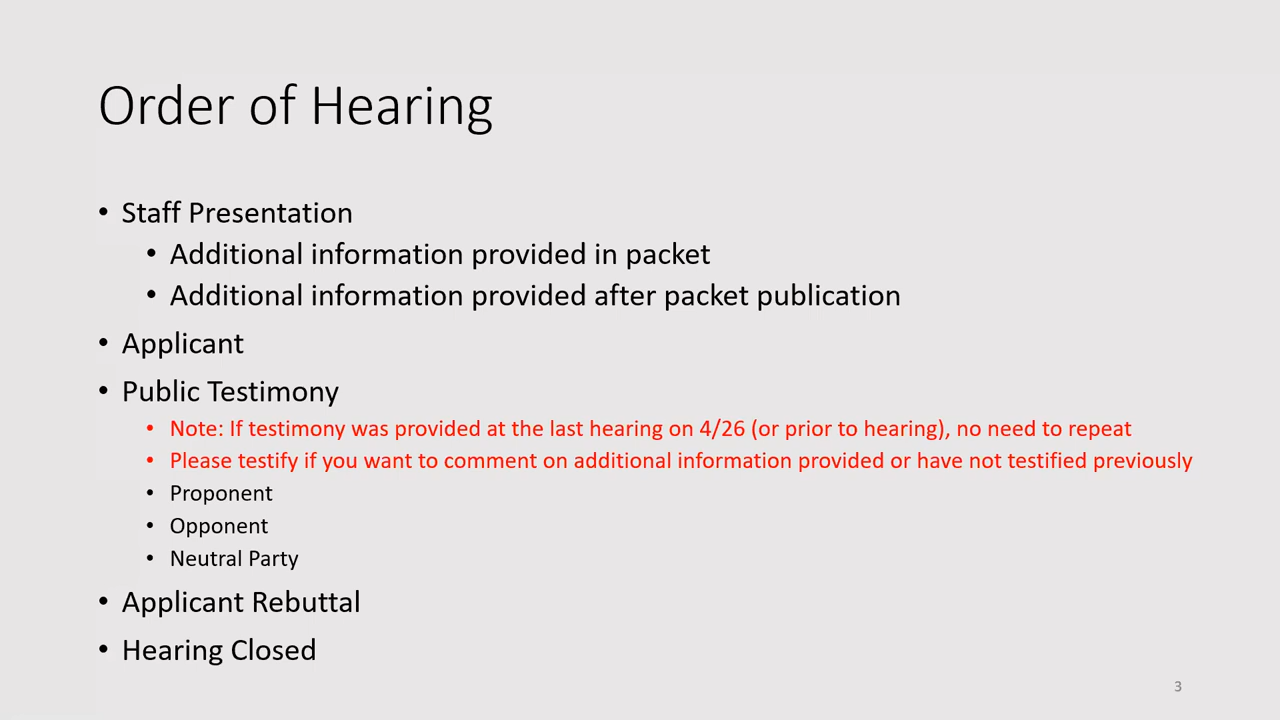 Order of Hearing
• Staff Presentation
• Additional information provided in packet
• Additional information provided after packet publication
• Applicant
• Public Testimony
• Note: If testimony was provided at the last hearing on 4/26 (or prior to hearing), no need to repeat
• Please testify if you want to comment on additional information provided or have not testified previously
• Proponent
• Opponent
• Neutral Party
• Applicant Rebuttal
• Hearing Closed
3